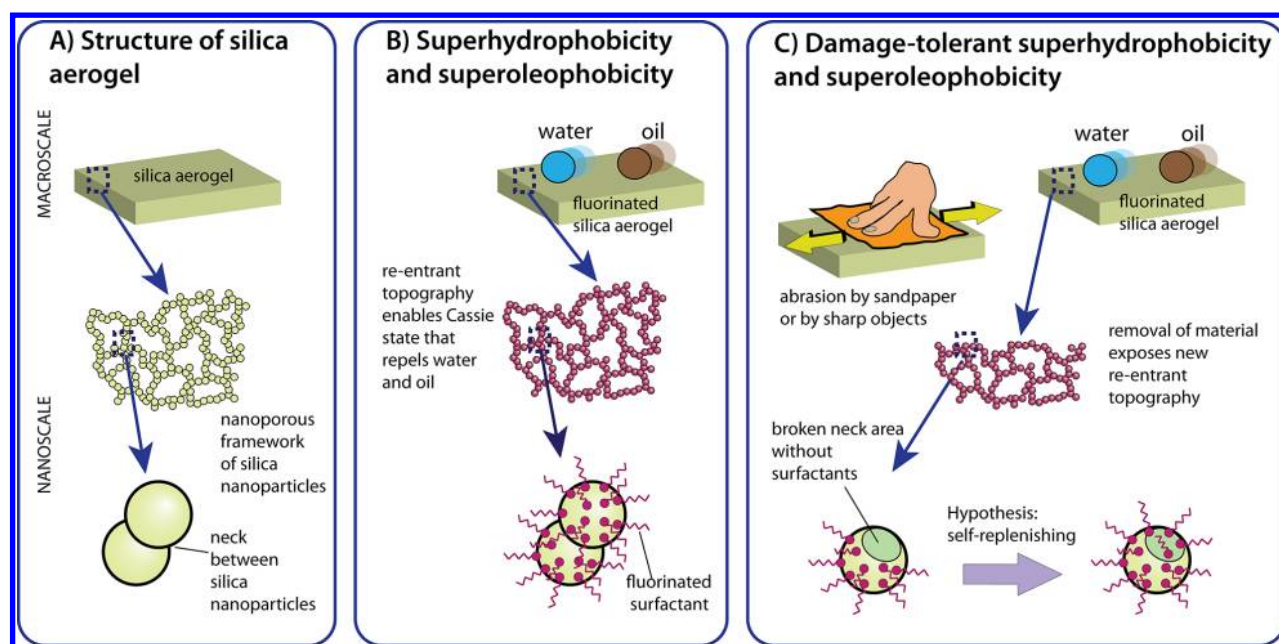 A) Structure of silica
aerogel
MACROSCALE
silica aerogel
NANOSCALE
nanoporous
framework
of silica
nanoparticles
neck
between
silica
nanoparticles
B) Superhydrophobicity
and superoleophobicity
water
oil
fluorinated
silica aerogel
re-entrant
topography
enables Cassie
state that
repels water
and oil
fluorinated
surfactant
C) Damage-tolerant superhydrophobicity
and superoleophobicity
water
oil
fluorinated
silica aerogel
abrasion by sandpaper
or by sharp objects
removal of material
exposes new
re-entrant
topography
broken neck area
without
surfactants
Hypothesis:
self-replenishing